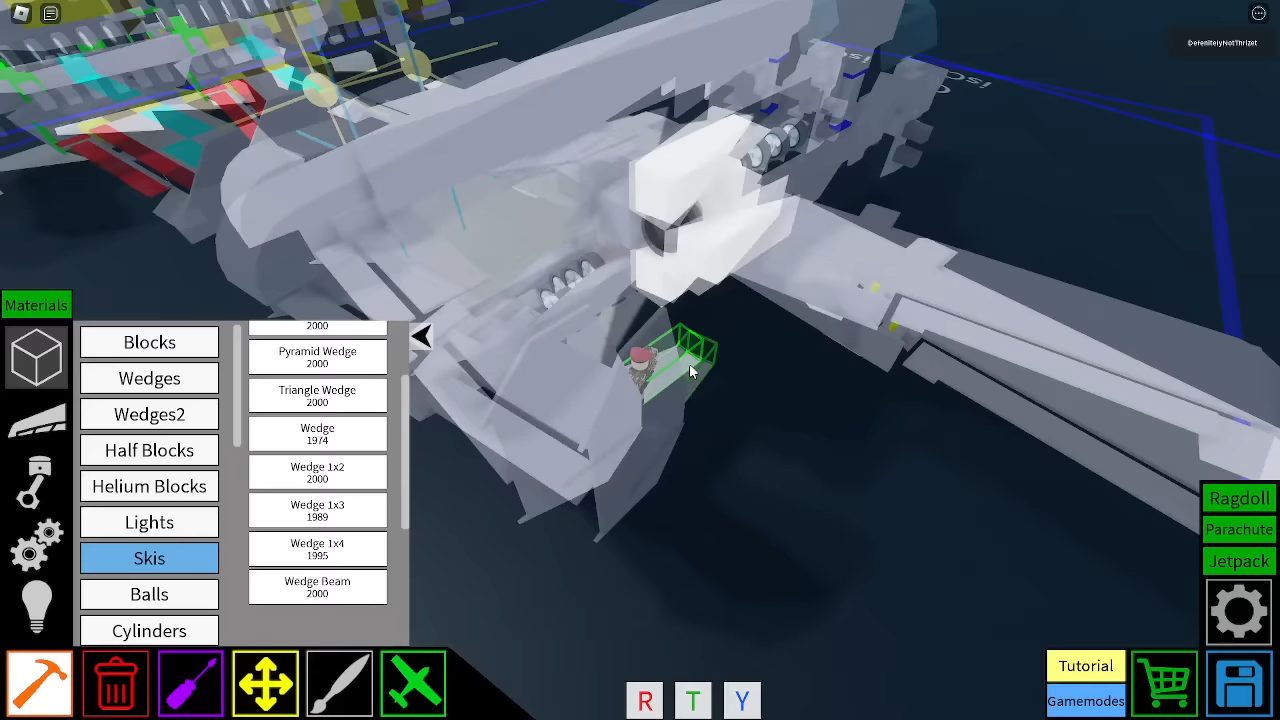 DefenitelyNotThrizet
Materials
Blocks
Wedges
Wedges2
Half Blocks
Helium Blocks
Lights
Skis
Balls
Cylinders
2000
Pyramid Wedge
2000
Triangle Wedge
2000
Wedge
1974
Wedge 1x2
2000
Wedge 1x3
1989
Wedge 1x4
1995
Wedge Beam
2000
Ragdoll
Parachute
Jetpack
Tutorial
Gamemodes
R T Y